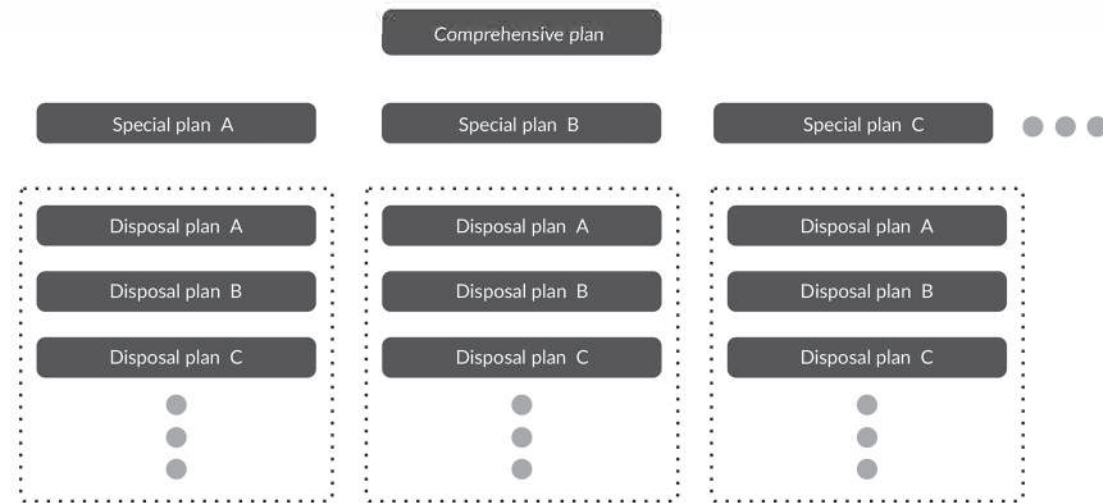 Comprehensive plan
Special plan A
Special plan B
Special plan C
Disposal plan A
Disposal plan A
Disposal plan A
Disposal plan B
Disposal plan B
Disposal plan B
Disposal plan C
Disposal plan C
Disposal plan C